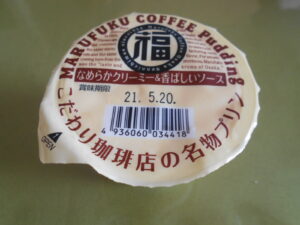 MARUFUKU COFFEE Pudding
福
なめらかクリーミー&香ばしいソース
賞味期限
21. 5.20.
4 936060 034418
OPEN
こだわり珈琲店の名物プリン